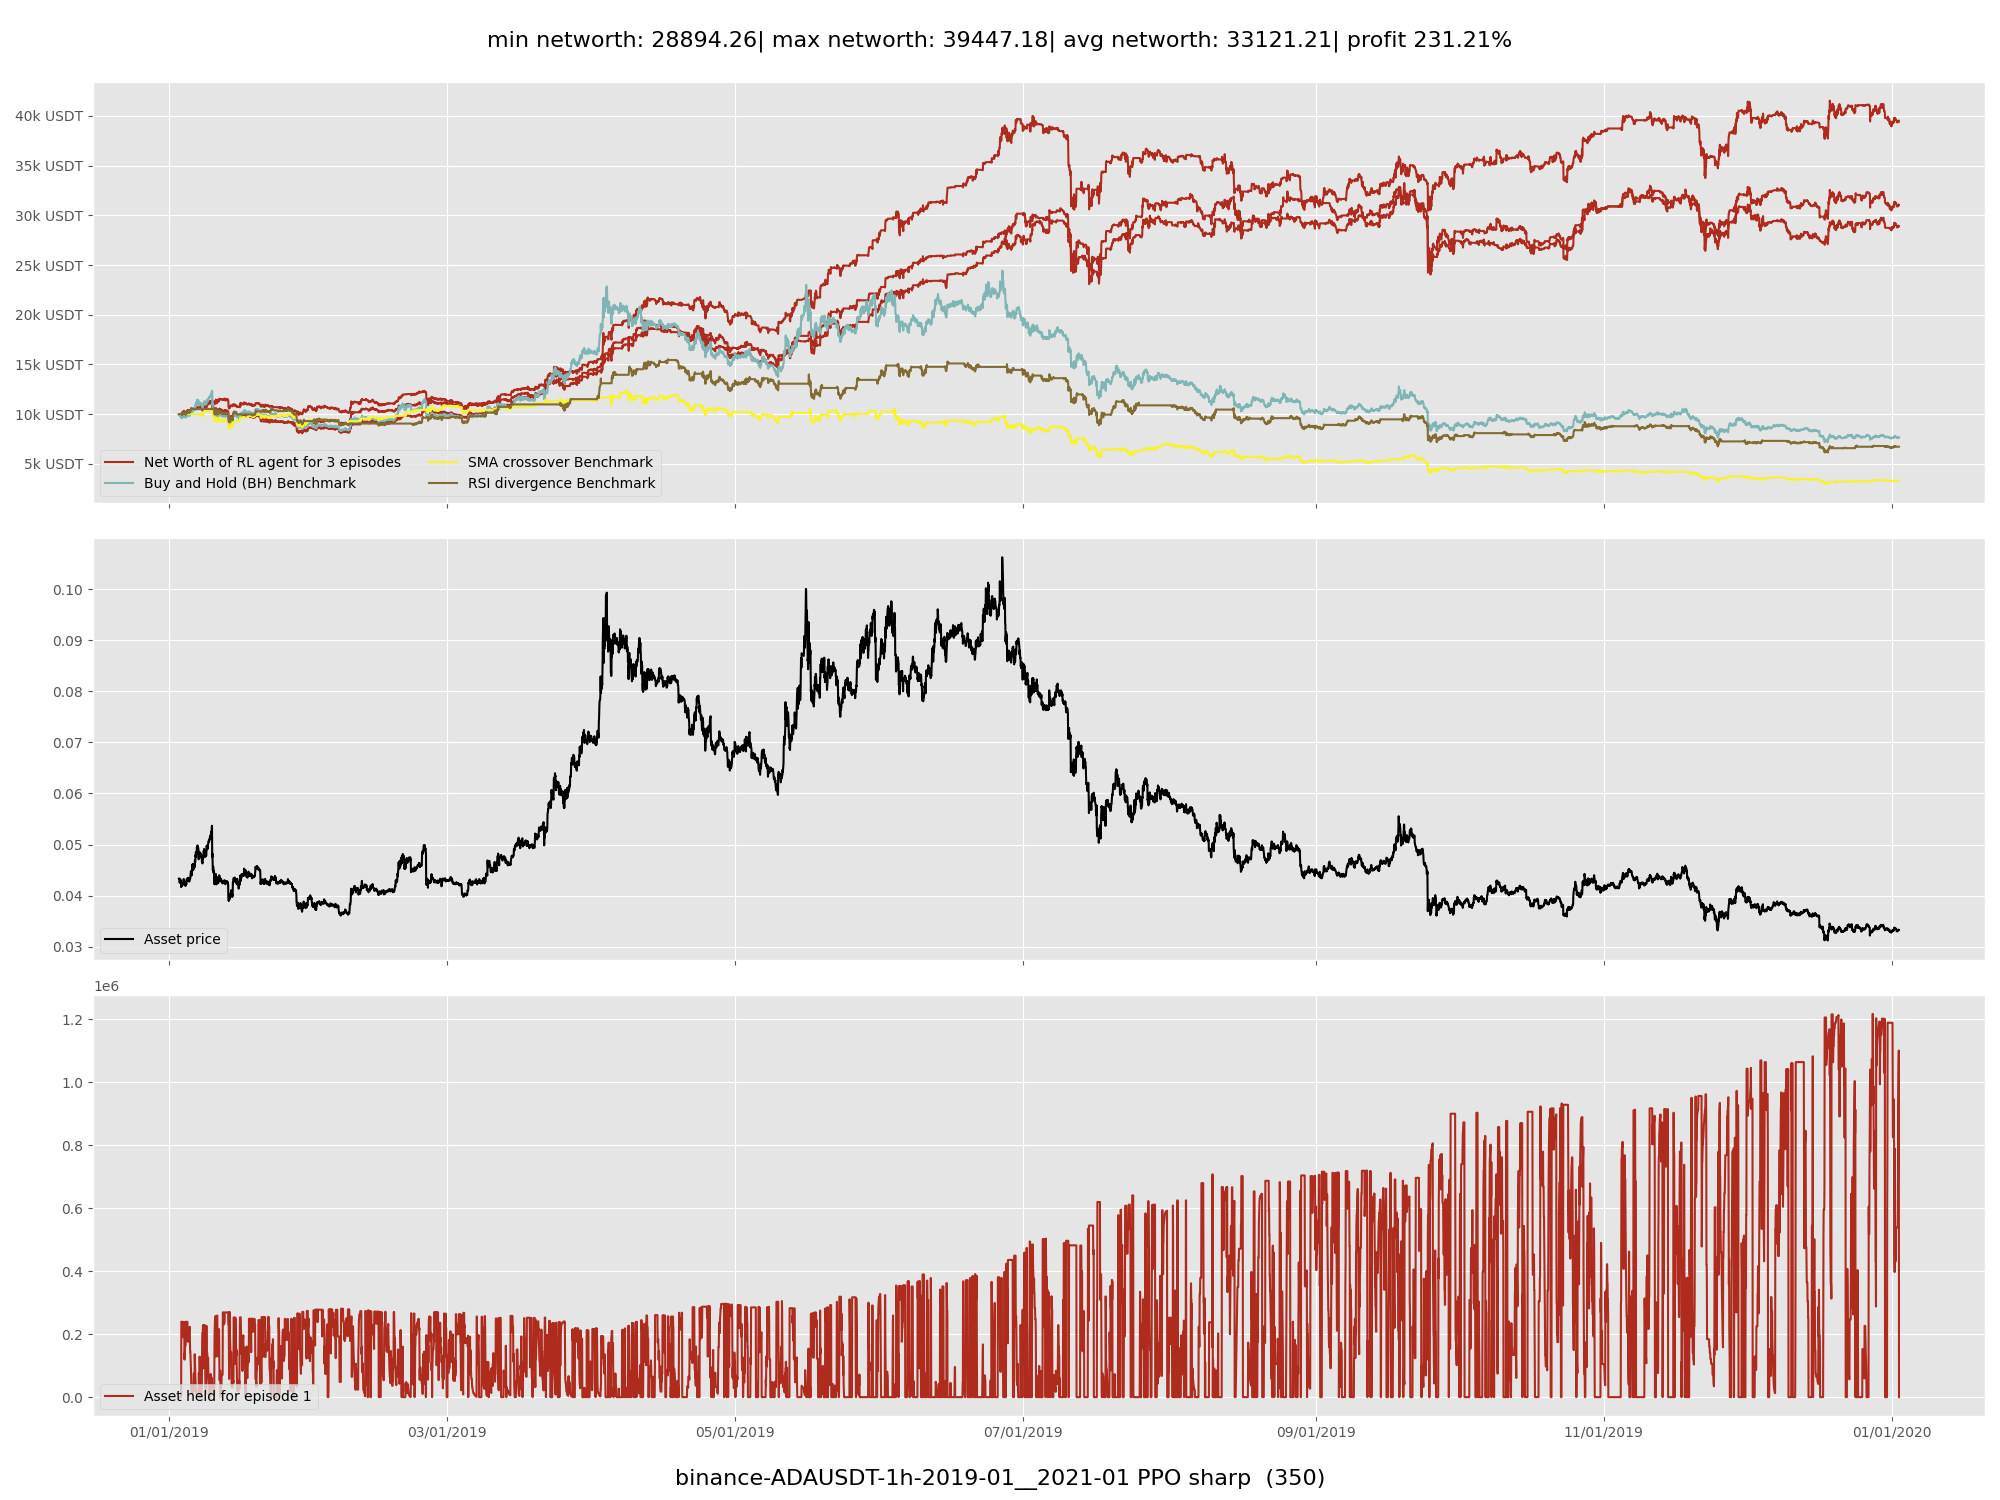 min networth: 28894.26| max networth: 39447.18| avg networth: 33121.21| profit 231.21%
40k USDT
35k USDT
30k USDT
25k USDT
20k USDT
15k USDT
10k USDT
5k USDT
Net Worth of RL agent for 3 episodes
Buy and Hold (BH) Benchmark
SMA crossover Benchmark
RSI divergence Benchmark
0.10
0.09
0.08
0.07
0.06
0.05
0.04
0.03
Asset price
1e6
1.2
1.0
0.8
0.6
0.4
0.2
0.0
Asset held for episode 1
01/01/2019 03/01/2019 05/01/2019 07/01/2019 09/01/2019 11/01/2019 01/01/2020
binance-ADAUSDT-1h-2019-01__2021-01 PPO sharp (350)